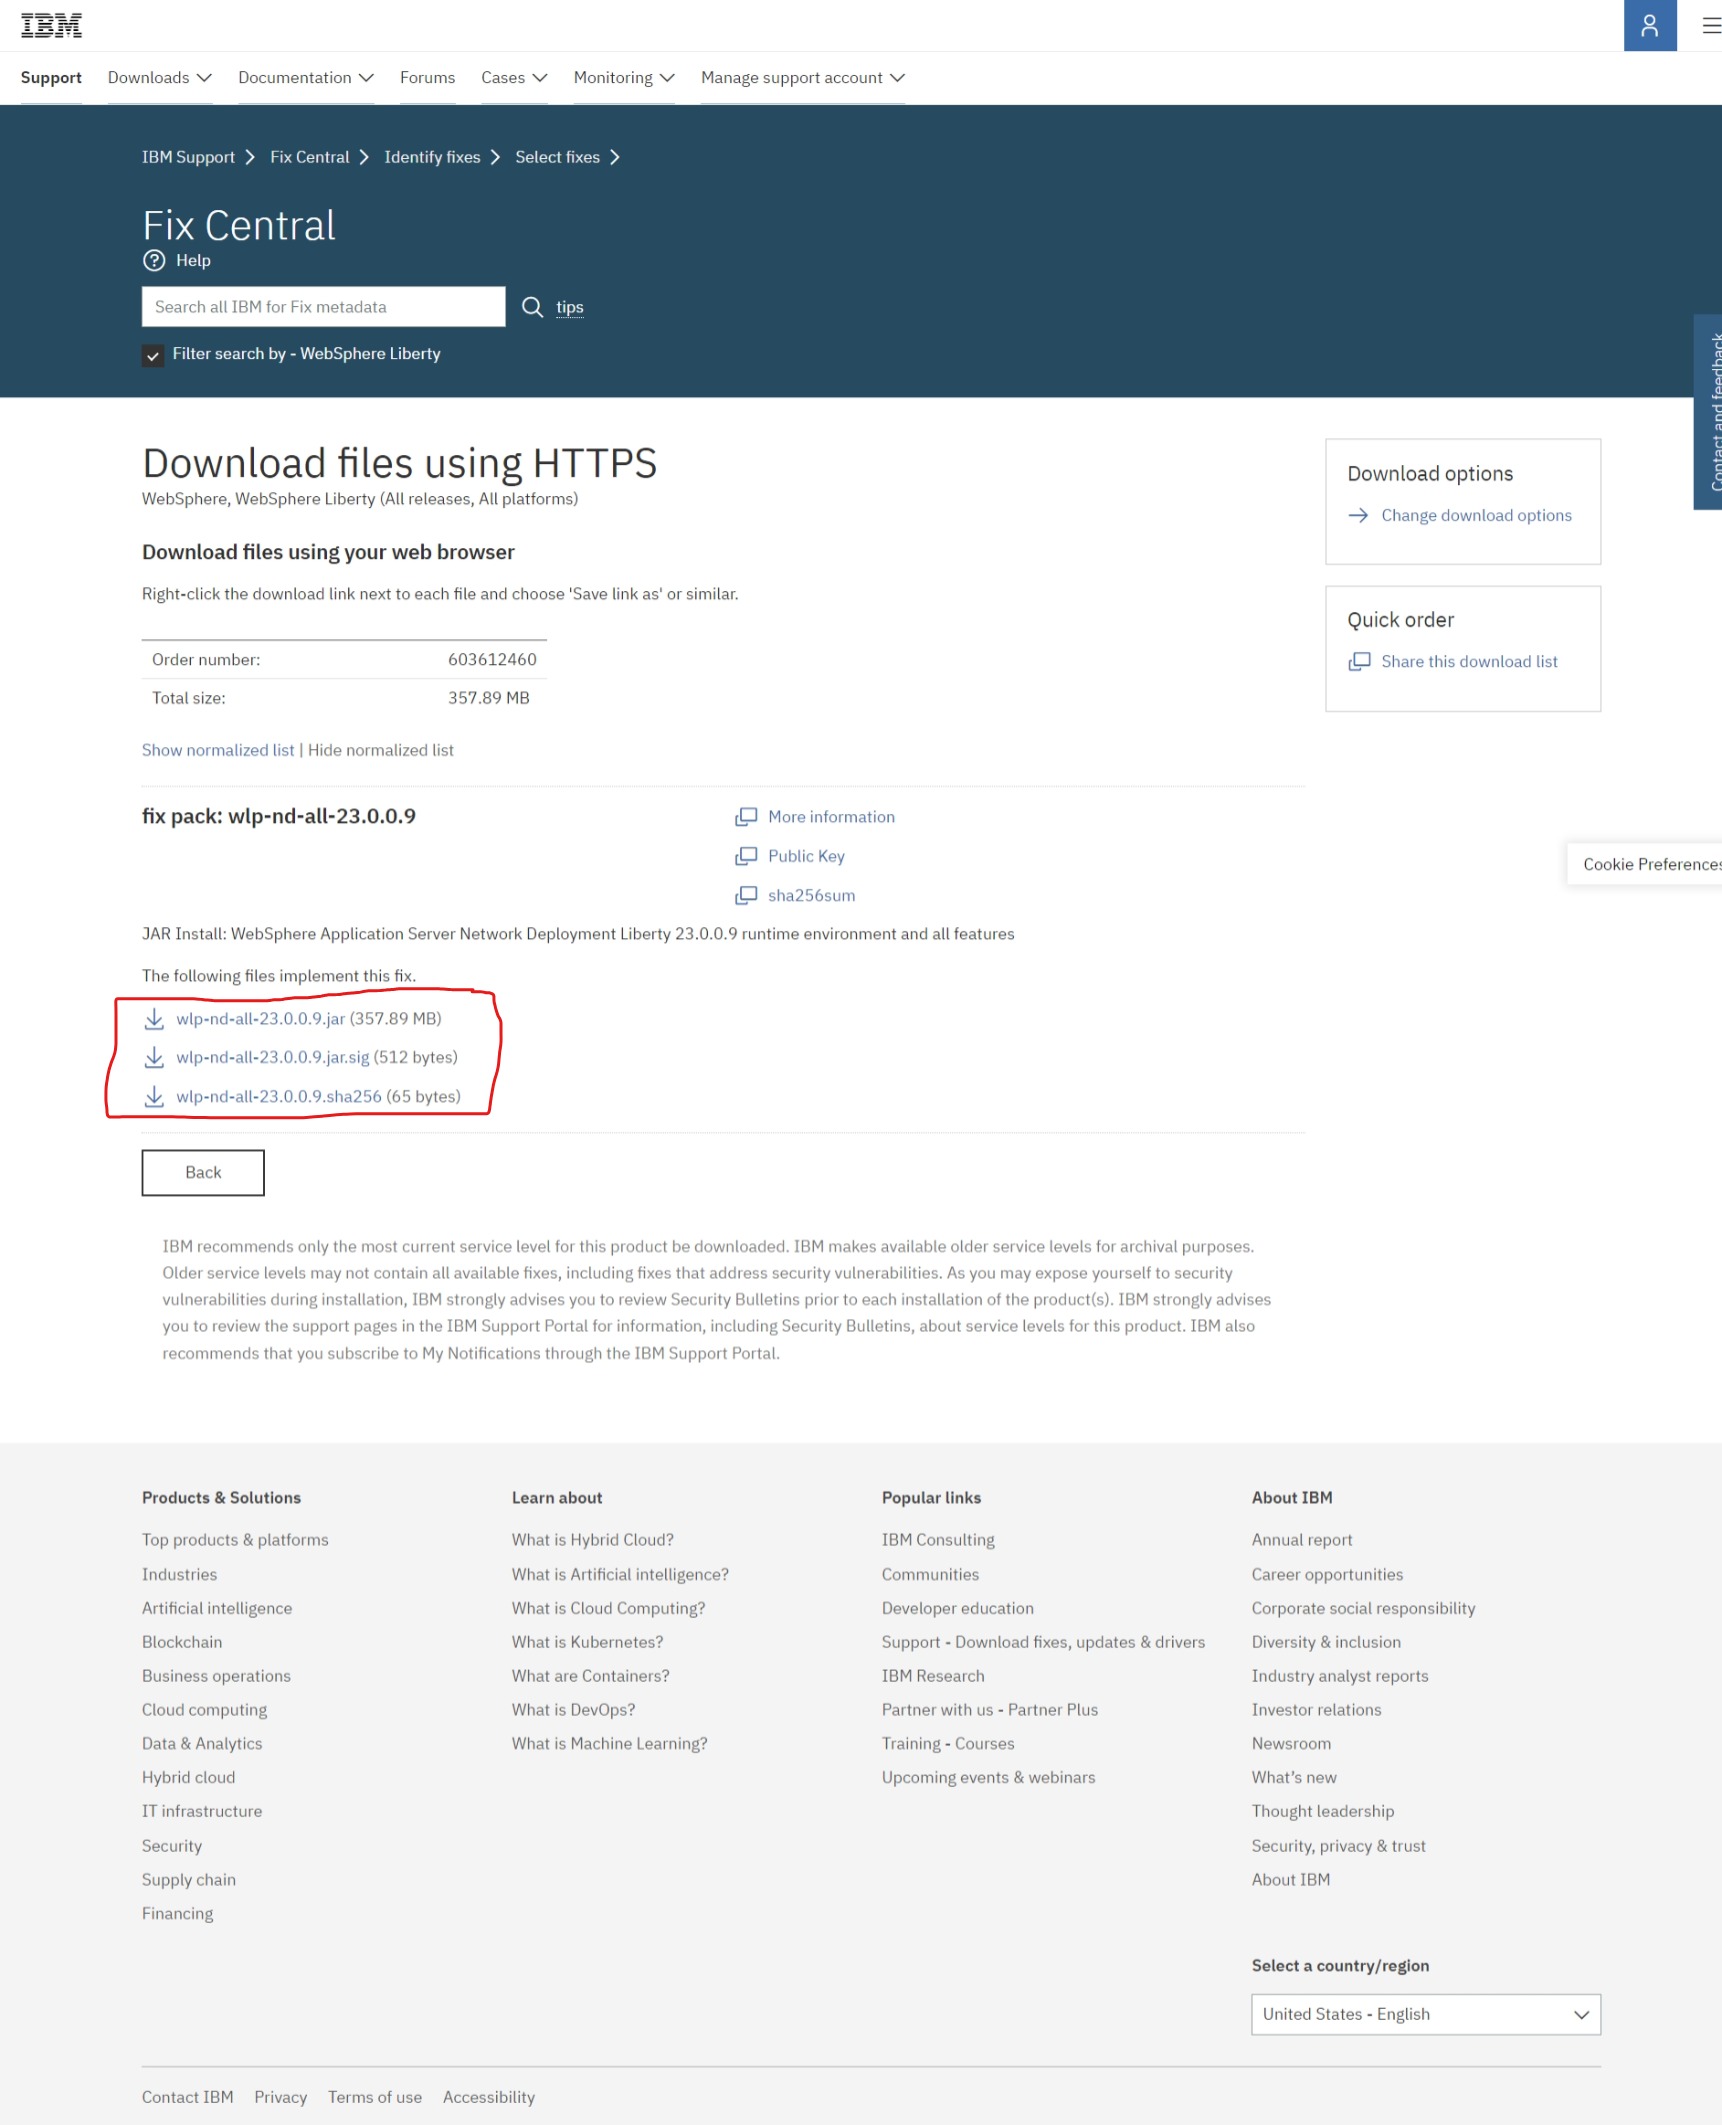 IBM
Support Downloads Documentation Forums Cases Monitoring Manage support account
IBM Support Fix Central Identify fixes Select fixes
Fix Central
Help
Search all IBM for Fix metadata
tips
Filter search by - WebSphere Liberty
Contact and feedback
Download files using HTTPS
WebSphere, WebSphere Liberty (All releases, All platforms)
Download files using your web browser
Right-click the download link next to each file and choose 'Save link as' or similar.
Order number: 603612460
Total size: 357.89 MB
Show normalized list | Hide normalized list
Download options
Change download options
Quick order
Share this download list
fix pack: wlp-nd-all-23.0.0.9
More information
Public Key
sha256sum
Cookie Preferences
JAR Install: WebSphere Application Server Network Deployment Liberty 23.0.0.9 runtime environment and all features
The following files implement this fix.
wlp-nd-all-23.0.0.9.jar (357.89 MB)
wlp-nd-all-23.0.0.9.jar.sig (512 bytes)
wlp-nd-all-23.0.0.9.sha256 (65 bytes)
Back
IBM recommends only the most current service level for this product be downloaded. IBM makes available older service levels for archival purposes.
Older service levels may not contain all available fixes, including fixes that address security vulnerabilities. As you may expose yourself to security
vulnerabilities during installation, IBM strongly advises you to review Security Bulletins prior to each installation of the product(s). IBM strongly advises
you to review the support pages in the IBM Support Portal for information, including Security Bulletins, about service levels for this product. IBM also
recommends that you subscribe to My Notifications through the IBM Support Portal.
Products & Solutions
Top products & platforms
Industries
Artificial intelligence
Blockchain
Business operations
Cloud computing
Data & Analytics
Hybrid cloud
IT infrastructure
Security
Supply chain
Financing
Learn about
What is Hybrid Cloud?
What is Artificial intelligence?
What is Cloud Computing?
What is Kubernetes?
What are Containers?
What is DevOps?
What is Machine Learning?
Popular links
IBM Consulting
Communities
Developer education
Support - Download fixes, updates & drivers
IBM Research
Partner with us - Partner Plus
Training - Courses
Upcoming events & webinars
About IBM
Annual report
Career opportunities
Corporate social responsibility
Diversity & inclusion
Industry analyst reports
Investor relations
Newsroom
What's new
Thought leadership
Security, privacy & trust
About IBM
Select a country/region
United States - English
Contact IBM Privacy Terms of use Accessibility